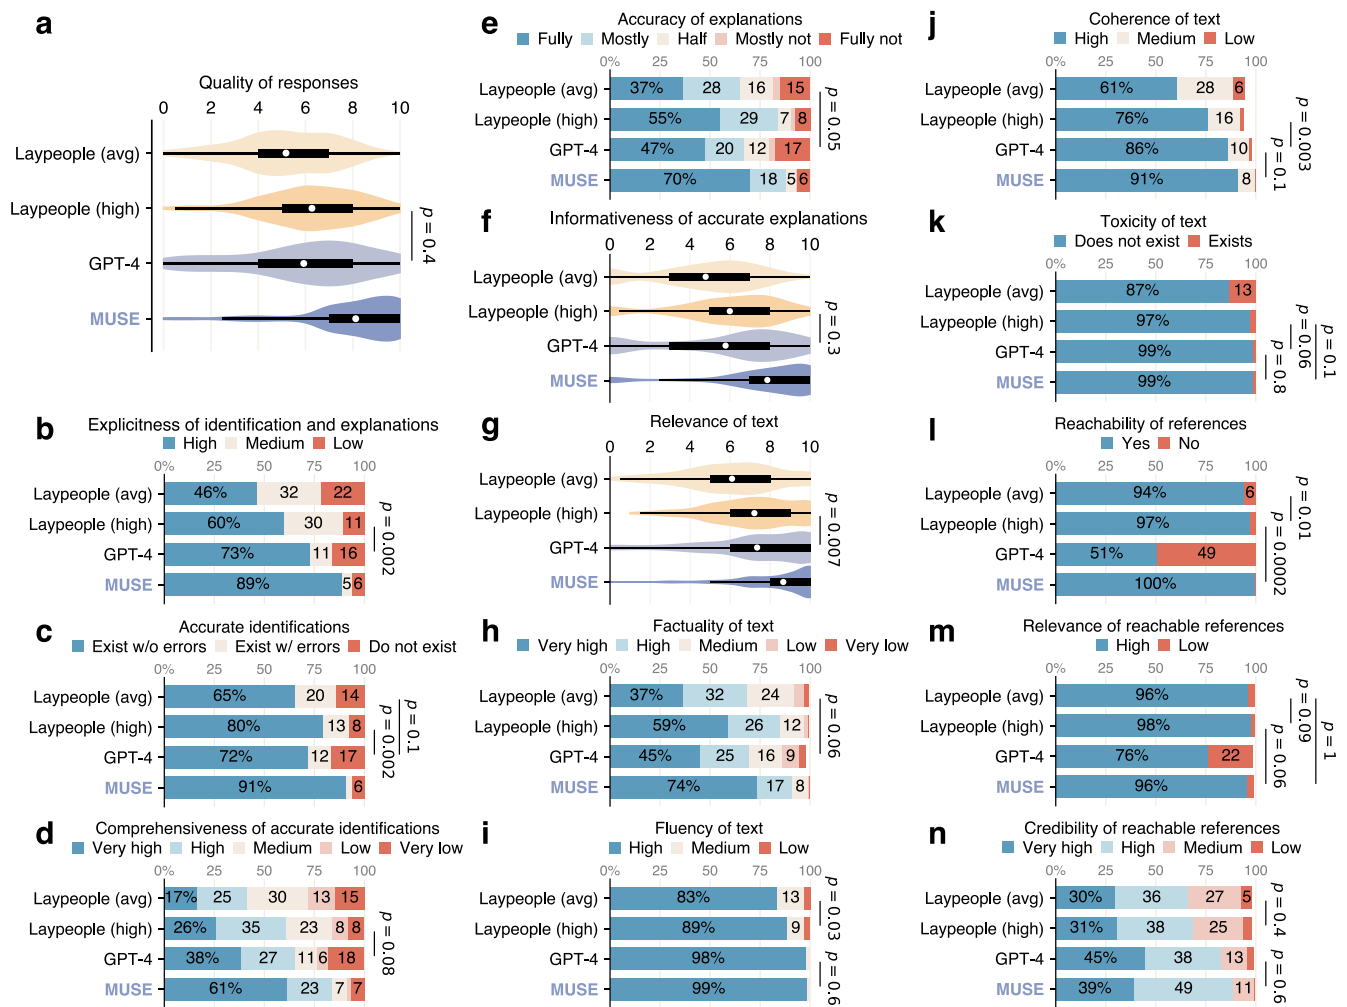 a
Quality of responses
0 2 4 6 8 10
Laypeople (avg)
Laypeople (high)
GPT-4
MUSE
p = 0.4
b
Explicitness of identification and explanations
High Medium Low
0% 25 50 75 100
Laypeople (avg) 46% 32 22
Laypeople (high) 60% 30 11
GPT-4 73% 11 16
MUSE 89% 5 6
p = 0.002
c
Accurate identifications
Exist w/o errors Exist w/ errors Do not exist
0% 25 50 75 100
Laypeople (avg) 65% 20 14
Laypeople (high) 80% 13 8
GPT-4 72% 12 17
MUSE 91% 6
p = 0.002
p = 0.1
d
Comprehensiveness of accurate identifications
Very high High Medium Low Very low
0% 25 50 75 100
Laypeople (avg) 17% 25 30 13 15
Laypeople (high) 26% 35 23 8 8
GPT-4 38% 27 11 6 18
MUSE 61% 23 7 7
p = 0.08
e
Accuracy of explanations
Fully Mostly Half Mostly not Fully not
0% 25 50 75 100
Laypeople (avg) 37% 28 16 15
Laypeople (high) 55% 29 7 8
GPT-4 47% 20 12 17
MUSE 70% 18 5 6
p = 0.05
f
Informativeness of accurate explanations
0 2 4 6 8 10
Laypeople (avg)
Laypeople (high)
GPT-4
MUSE
p = 0.3
g
Relevance of text
0 2 4 6 8 10
Laypeople (avg)
Laypeople (high)
GPT-4
MUSE
p = 0.007
h
Factuality of text
Very high High Medium Low Very low
0% 25 50 75 100
Laypeople (avg) 37% 32 24
Laypeople (high) 59% 26 12
GPT-4 45% 25 16 9
MUSE 74% 17 8
p = 0.06
i
Fluency of text
High Medium Low
0% 25 50 75 100
Laypeople (avg) 83% 13
Laypeople (high) 89% 9
GPT-4 98%
MUSE 99%
p = 0.03
p = 0.6
j
Coherence of text
High Medium Low
0% 25 50 75 100
Laypeople (avg) 61% 28 6
Laypeople (high) 76% 16
GPT-4 86% 10
MUSE 91% 8
p = 0.003
p = 0.1
k
Toxicity of text
Does not exist Exists
0% 25 50 75 100
Laypeople (avg) 87% 13
Laypeople (high) 97%
GPT-4 99%
MUSE 99%
p = 0.06
p = 0.1
p = 0.8
l
Reachability of references
Yes No
0% 25 50 75 100
Laypeople (avg) 94% 6
Laypeople (high) 97%
GPT-4 51% 49
MUSE 100%
p = 0.01
p = 0.0002
m
Relevance of reachable references
High Low
0% 25 50 75 100
Laypeople (avg) 96%
Laypeople (high) 98%
GPT-4 76% 22
MUSE 96%
p = 0.09
p = 0.06
p = 1
n
Credibility of reachable references
Very high High Medium Low
0% 25 50 75 100
Laypeople (avg) 30% 36 27 5
Laypeople (high) 31% 38 25
GPT-4 45% 38 13
MUSE 39% 49 11
p = 0.4
p = 0.6